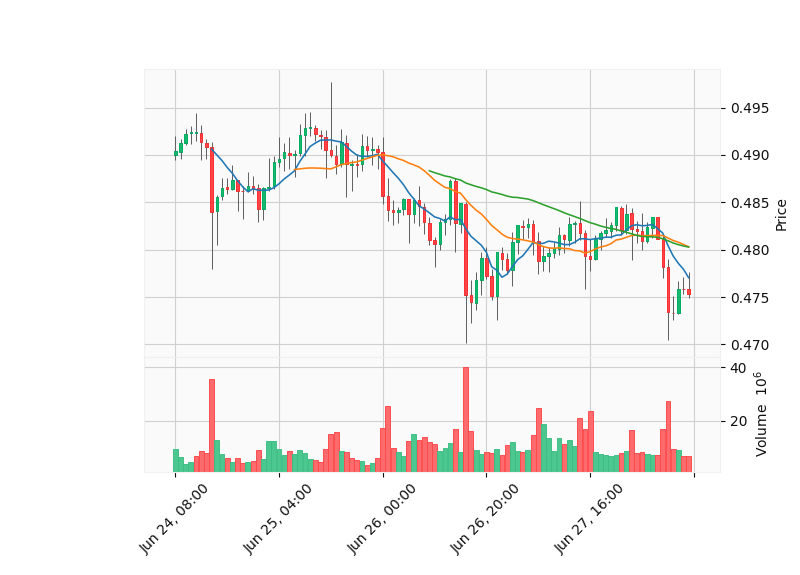 0.495
0.490
0.485
0.480
0.475
0.470
Price
40
20
Volume 10^6
Jun 24, 08:00
Jun 25, 04:00
Jun 26, 00:00
Jun 26, 20:00
Jun 27, 16:00